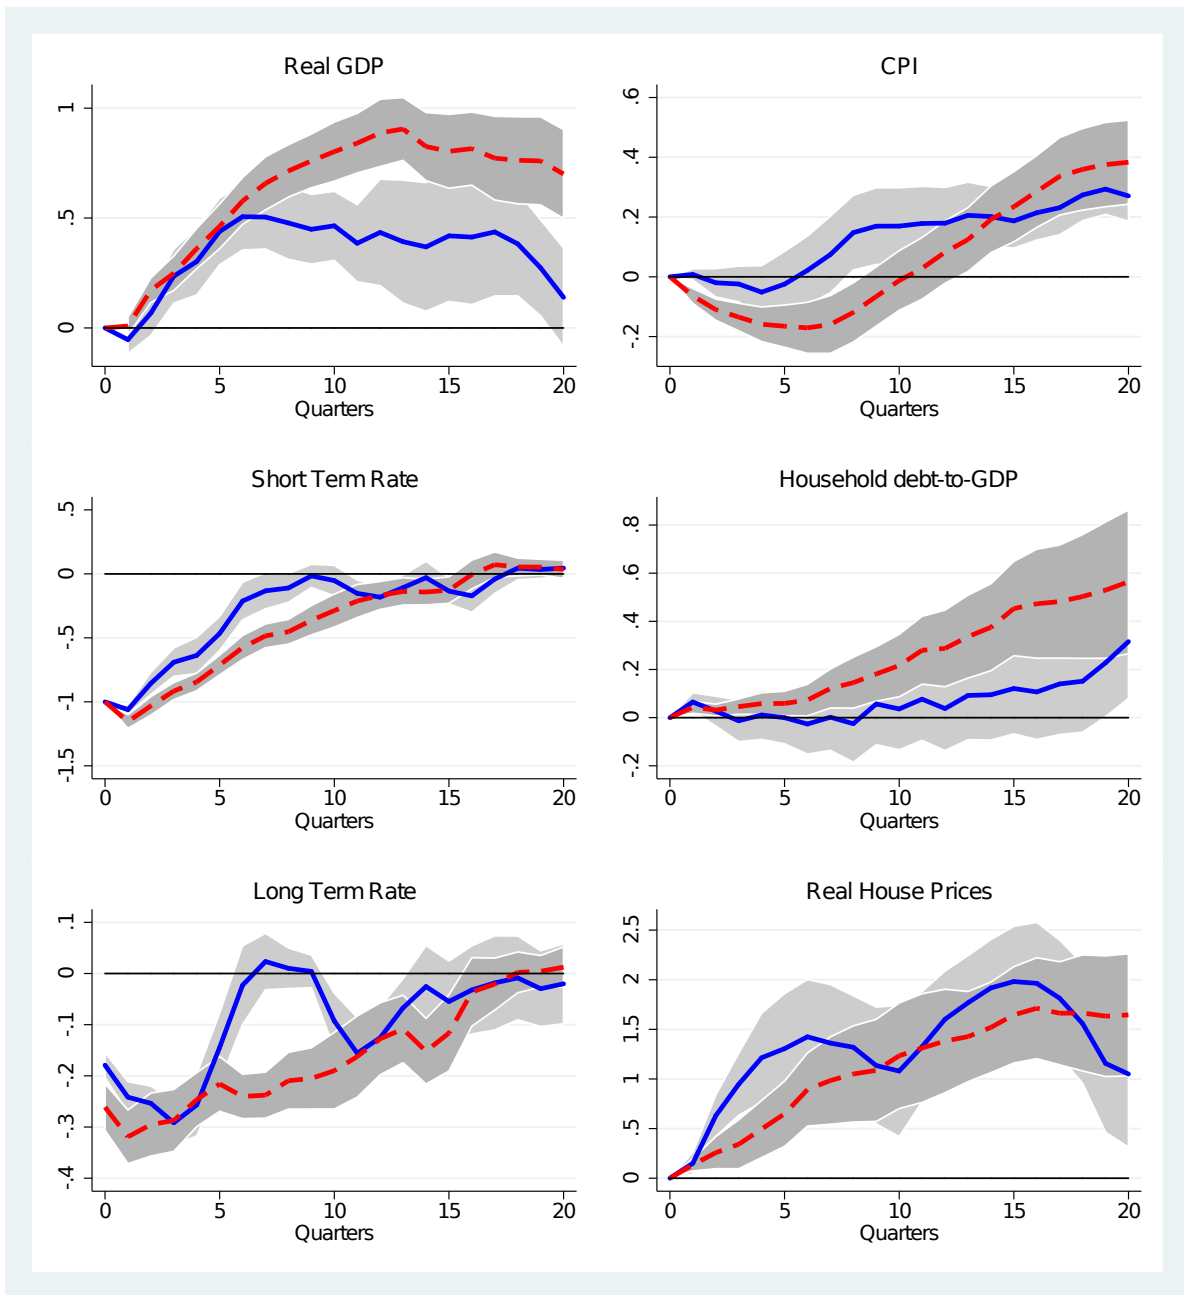 Real GDP
1
.5
0
0 5 10 15 20
Quarters
CPI
.6
.4
.2
0
-.2
0 5 10 15 20
Quarters
Short Term Rate
.5
0
-.5
-1
-1.5
0 5 10 15 20
Quarters
Household debt-to-GDP
.8
.6
.4
.2
0
-.2
0 5 10 15 20
Quarters
Long Term Rate
.1
0
-.1
-.2
-.3
-.4
0 5 10 15 20
Quarters
Real House Prices
2.5
2
1.5
1
.5
0
0 5 10 15 20
Quarters